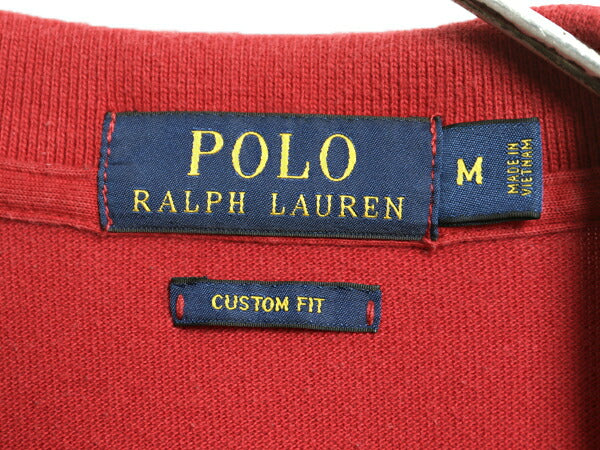 POLO
RALPH LAUREN
M
MADE IN
VIETNAM
CUSTOM FIT